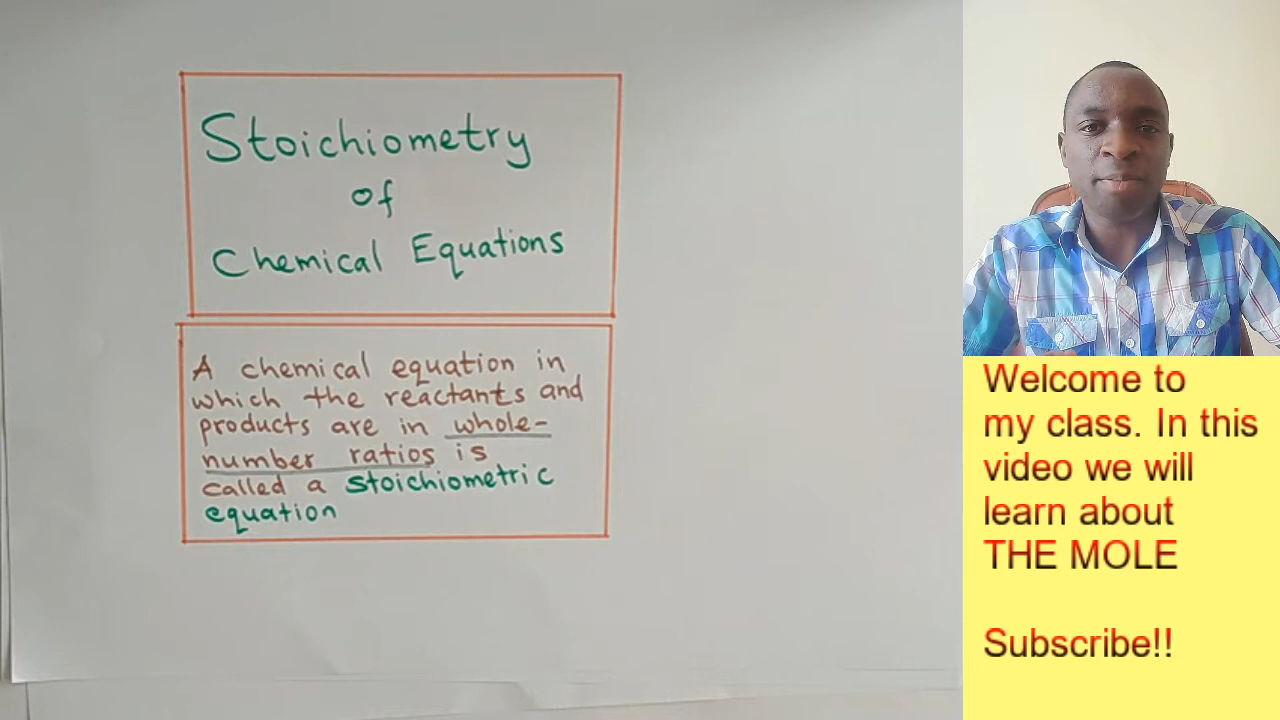 Stoichiometry
of
Chemical Equations
A chemical equation in
which the reactants and
products are in whole-
number ratios is
called a stoichiometric
equation
Welcome to
my class. In this
video we will
learn about
THE MOLE
Subscribe!!